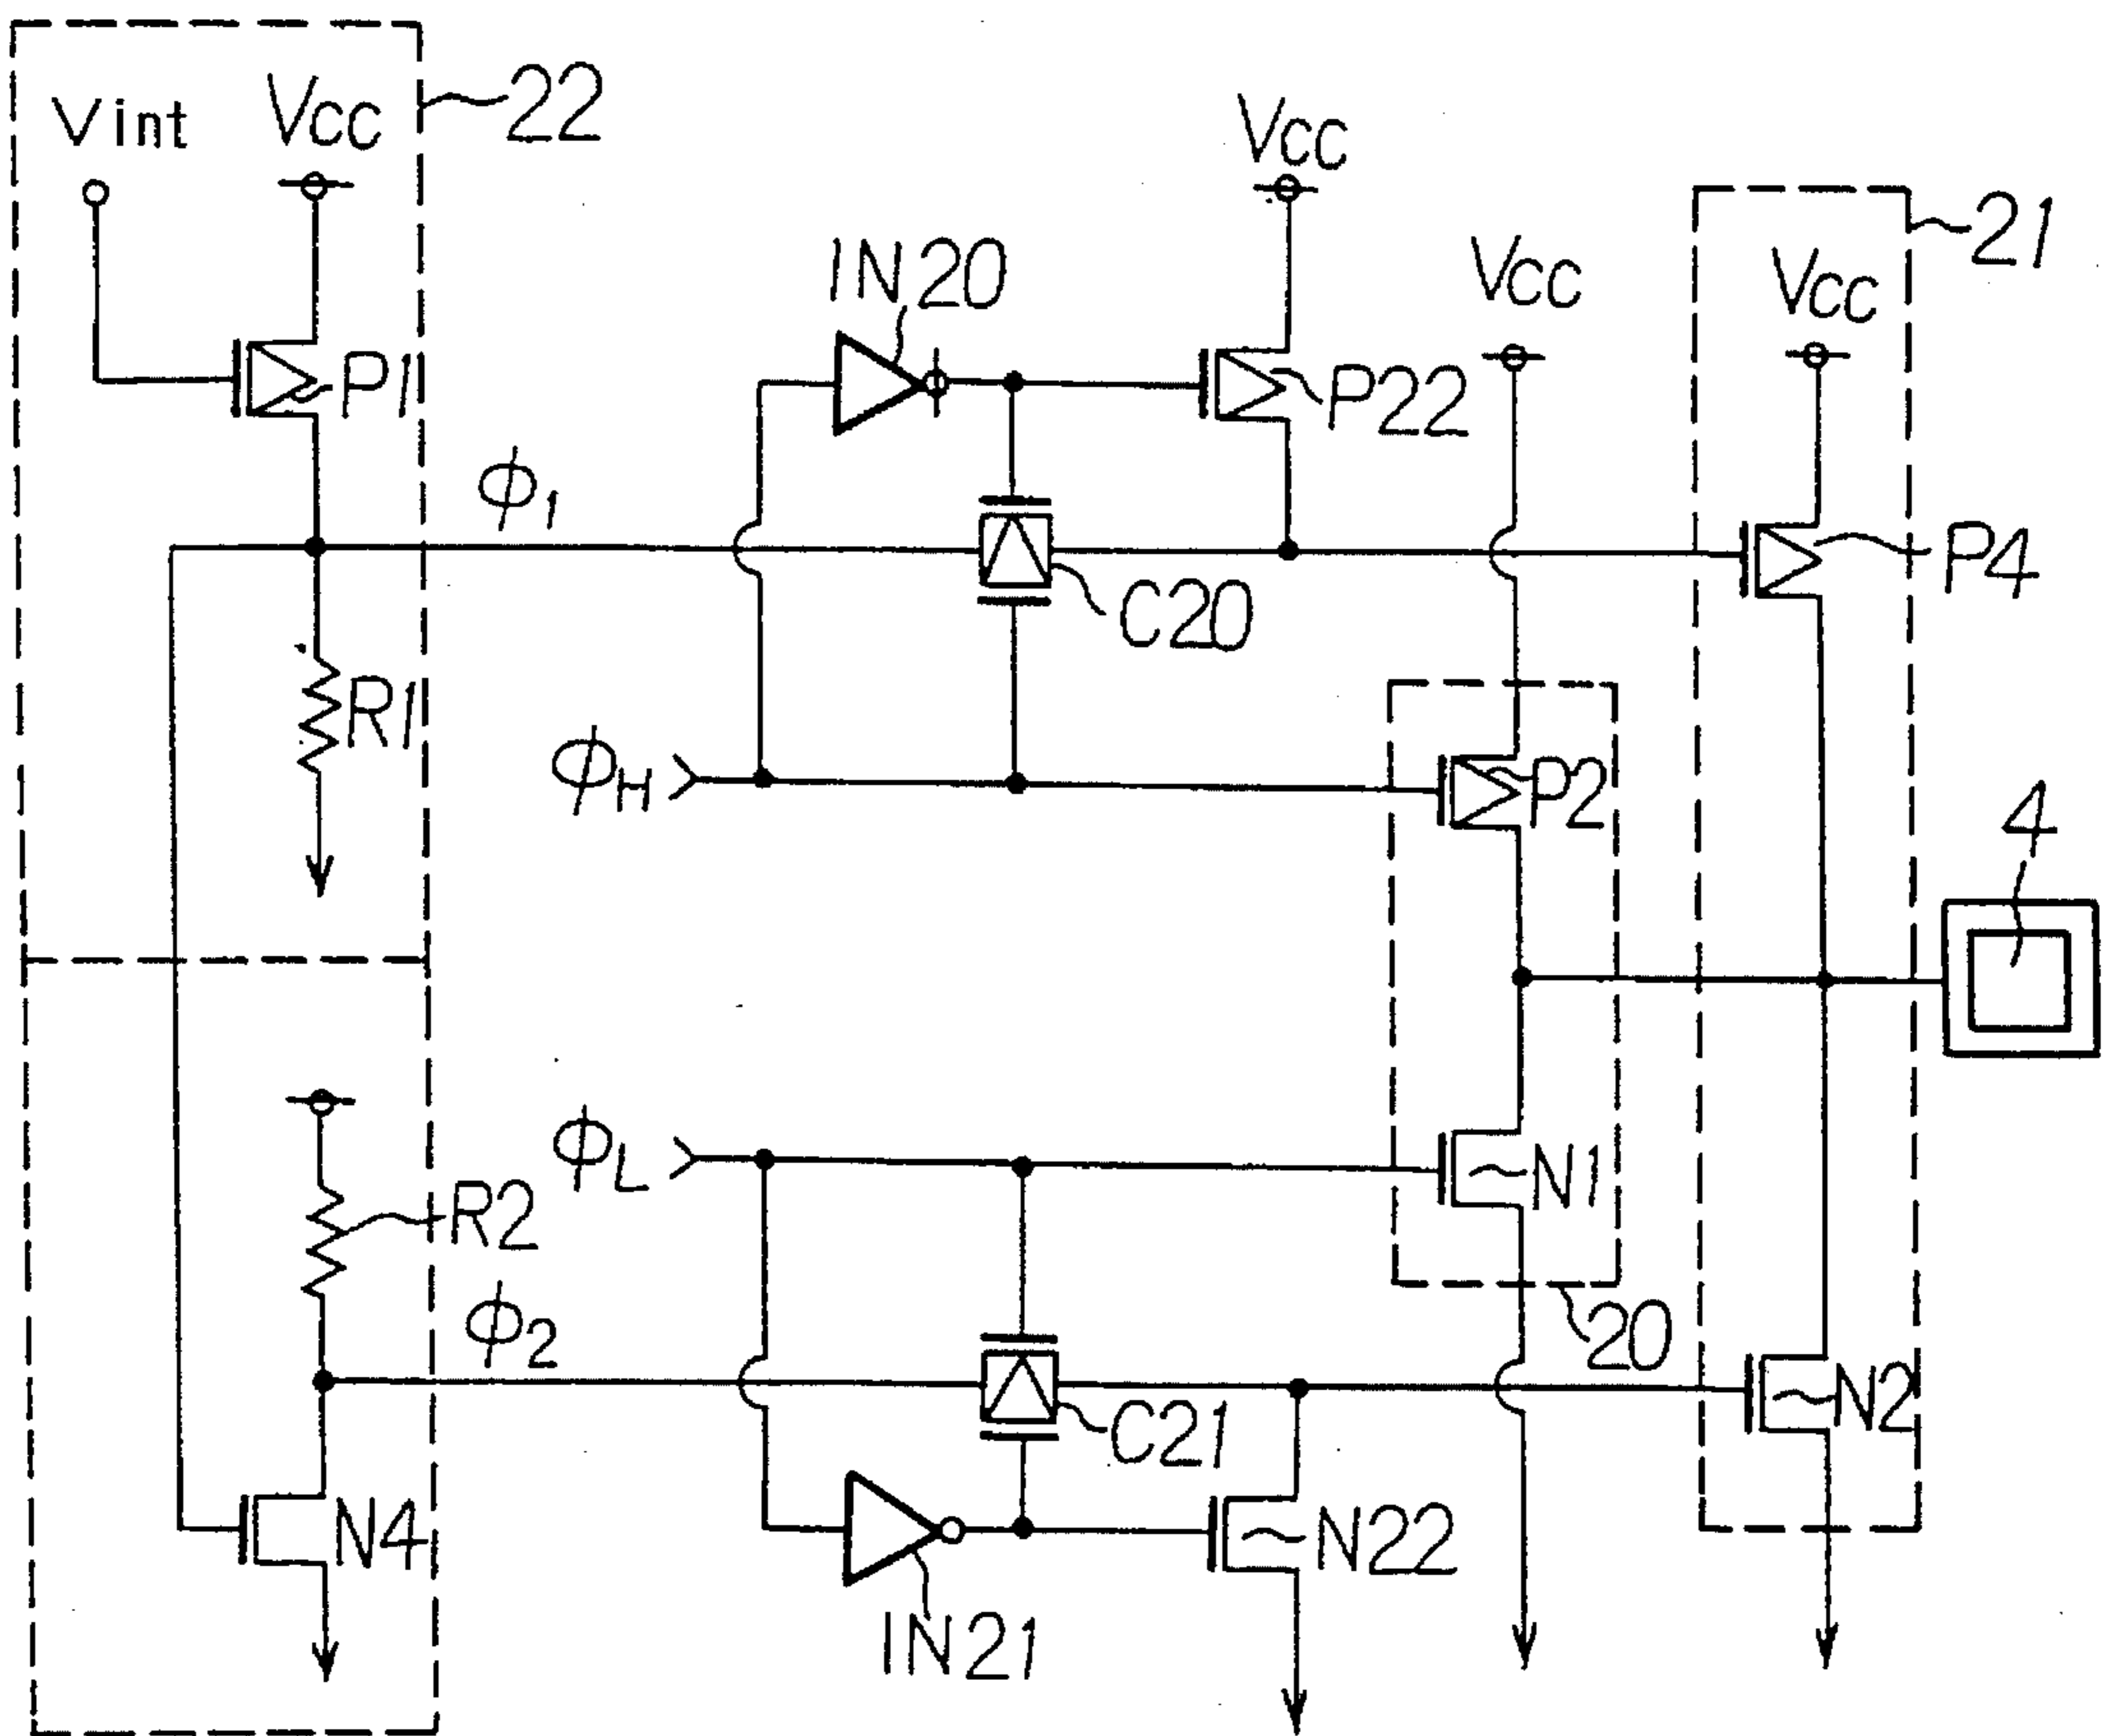 Vint
Vcc
22
Vcc
21
IN20
Vcc
Vcc
P1
P22
ϕ1
P4
C20
R1
ϕH
P2
4
ϕL
N1
R2
20
ϕ2
N2
C21
N4
N22
IN21